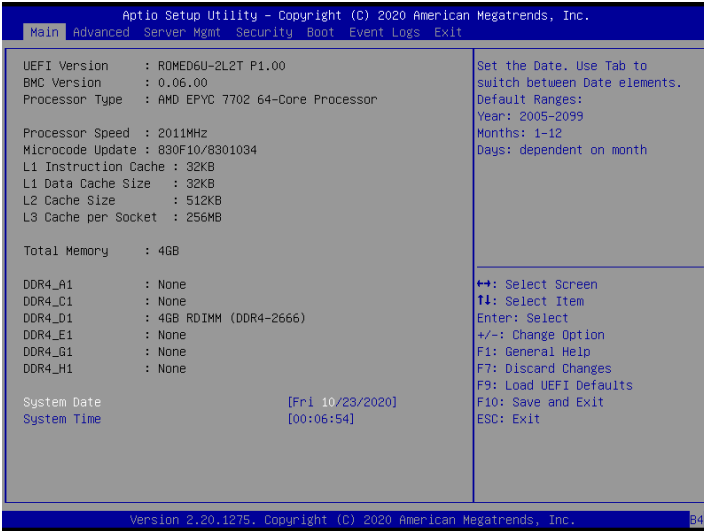 Aptio Setup Utility – Copyright (C) 2020 American Megatrends, Inc.
Main Advanced Server Mgmt Security Boot Event Logs Exit
UEFI Version : ROMED6U-2L2T P1.00
BMC Version : 0.06.00
Processor Type : AMD EPYC 7702 64-Core Processor
Processor Speed : 2011MHz
Microcode Update : 830F10/8301034
L1 Instruction Cache : 32KB
L1 Data Cache Size : 32KB
L2 Cache Size : 512KB
L3 Cache per Socket : 256MB
Total Memory : 4GB
DDR4_A1 : None
DDR4_C1 : None
DDR4_D1 : 4GB RDIMM (DDR4-2666)
DDR4_E1 : None
DDR4_G1 : None
DDR4_H1 : None
System Date [Fri 10/23/2020]
System Time [00:06:54]
Set the Date. Use Tab to
switch between Date elements.
Default Ranges:
Year: 2005-2099
Months: 1-12
Days: dependent on month
↔: Select Screen
↑↓: Select Item
Enter: Select
+/-: Change Option
F1: General Help
F7: Discard Changes
F9: Load UEFI Defaults
F10: Save and Exit
ESC: Exit
Version 2.20.1275. Copyright (C) 2020 American Megatrends, Inc.
B4